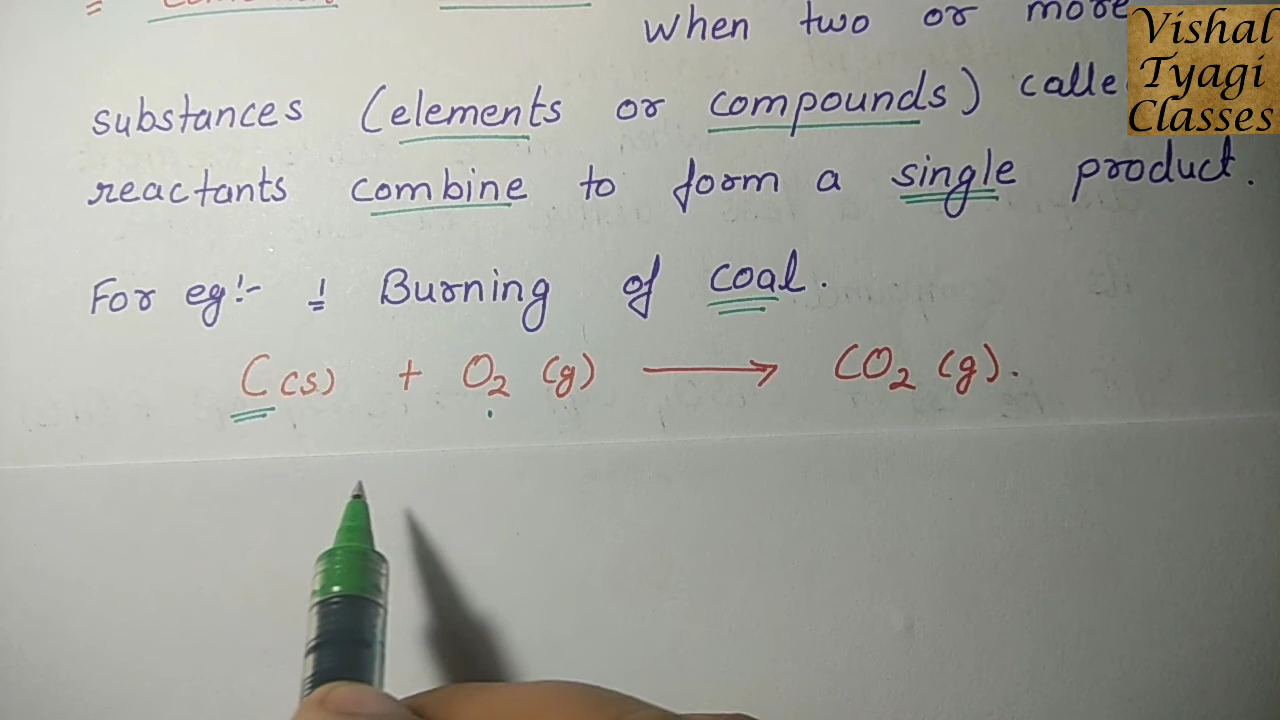 When two or more
substances (elements or compounds) calle
reactants combine to form a single product.
For eg:- 1 Burning of coal.
C(s) + O2 (g) ⟶ CO2 (g).
Vishal
Tyagi
Classes